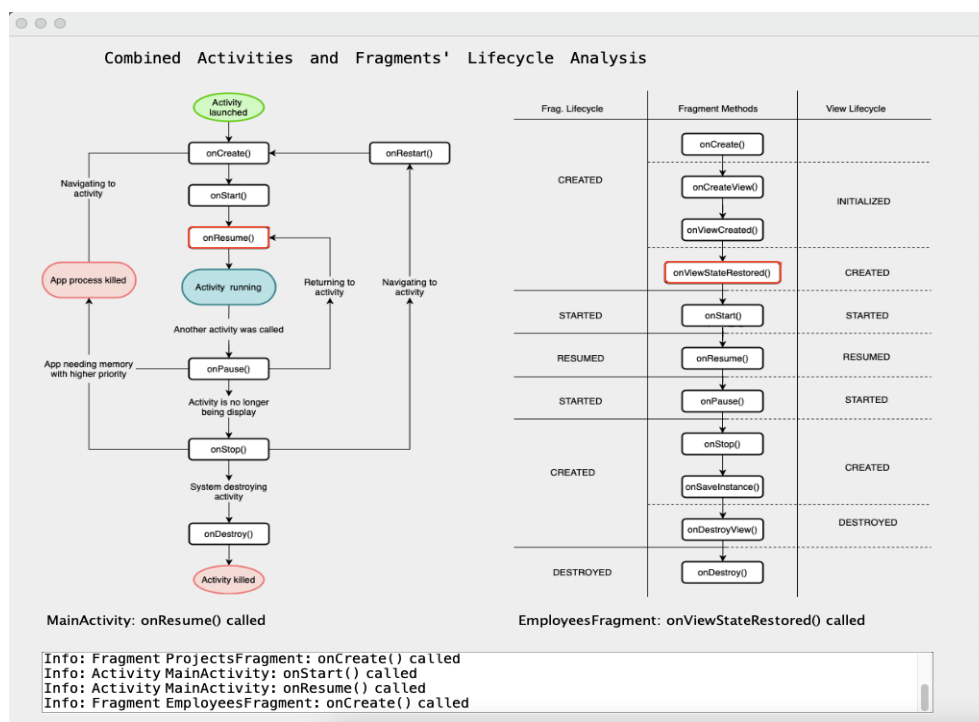 Combined Activities and Fragments' Lifecycle Analysis
Activity
launched
onCreate()
onRestart()
Navigating to
activity
onStart()
onResume()
App process killed
Activity running
Returning to
activity
Navigating to
activity
Another activity was called
App needing memory
with higher priority
onPause()
Activity is no longer
being display
onStop()
System destroying
activity
onDestroy()
Activity killed
MainActivity: onResume() called
Frag. Lifecycle
Fragment Methods
View Lifecycle
onCreate()
CREATED
onCreateView()
INITIALIZED
onViewCreated()
onViewStateRestored()
CREATED
STARTED
onStart()
STARTED
RESUMED
onResume()
RESUMED
STARTED
onPause()
STARTED
onStop()
CREATED
CREATED
onSaveInstance()
onDestroyView()
DESTROYED
DESTROYED
onDestroy()
EmployeesFragment: onViewStateRestored() called
Info: Fragment ProjectsFragment: onCreate() called
Info: Activity MainActivity: onStart() called
Info: Activity MainActivity: onResume() called
Info: Fragment EmployeesFragment: onCreate() called